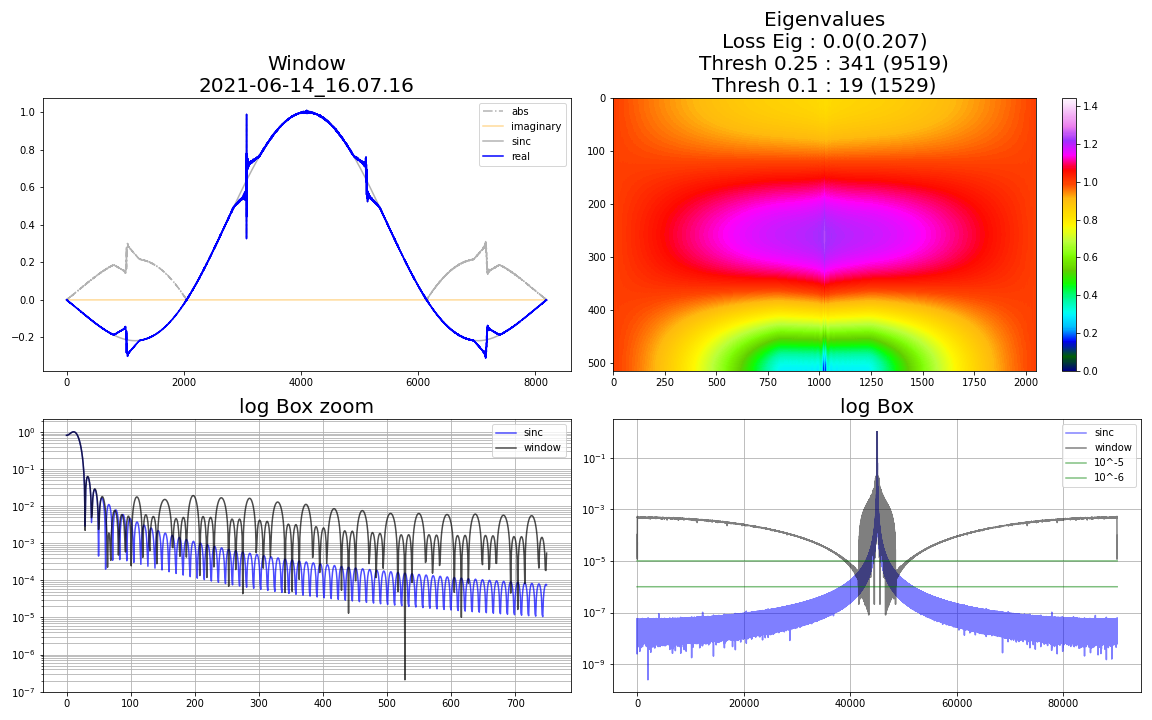 Window
2021-06-14_16.07.16
1.0
0.8
0.6
0.4
0.2
0.0
−0.2
0 2000 4000 6000 8000
abs
imaginary
sinc
real
Eigenvalues
Loss Eig : 0.0(0.207)
Thresh 0.25 : 341 (9519)
Thresh 0.1 : 19 (1529)
0
100
200
300
400
500
0 250 500 750 1000 1250 1500 1750 2000
1.4
1.2
1.0
0.8
0.6
0.4
0.2
0.0
log Box zoom
10⁰
10⁻¹
10⁻²
10⁻³
10⁻⁴
10⁻⁵
10⁻⁶
10⁻⁷
0 100 200 300 400 500 600 700
sinc
window
log Box
10⁻¹
10⁻³
10⁻⁵
10⁻⁷
10⁻⁹
0 20000 40000 60000 80000
sinc
window
10^-5
10^-6